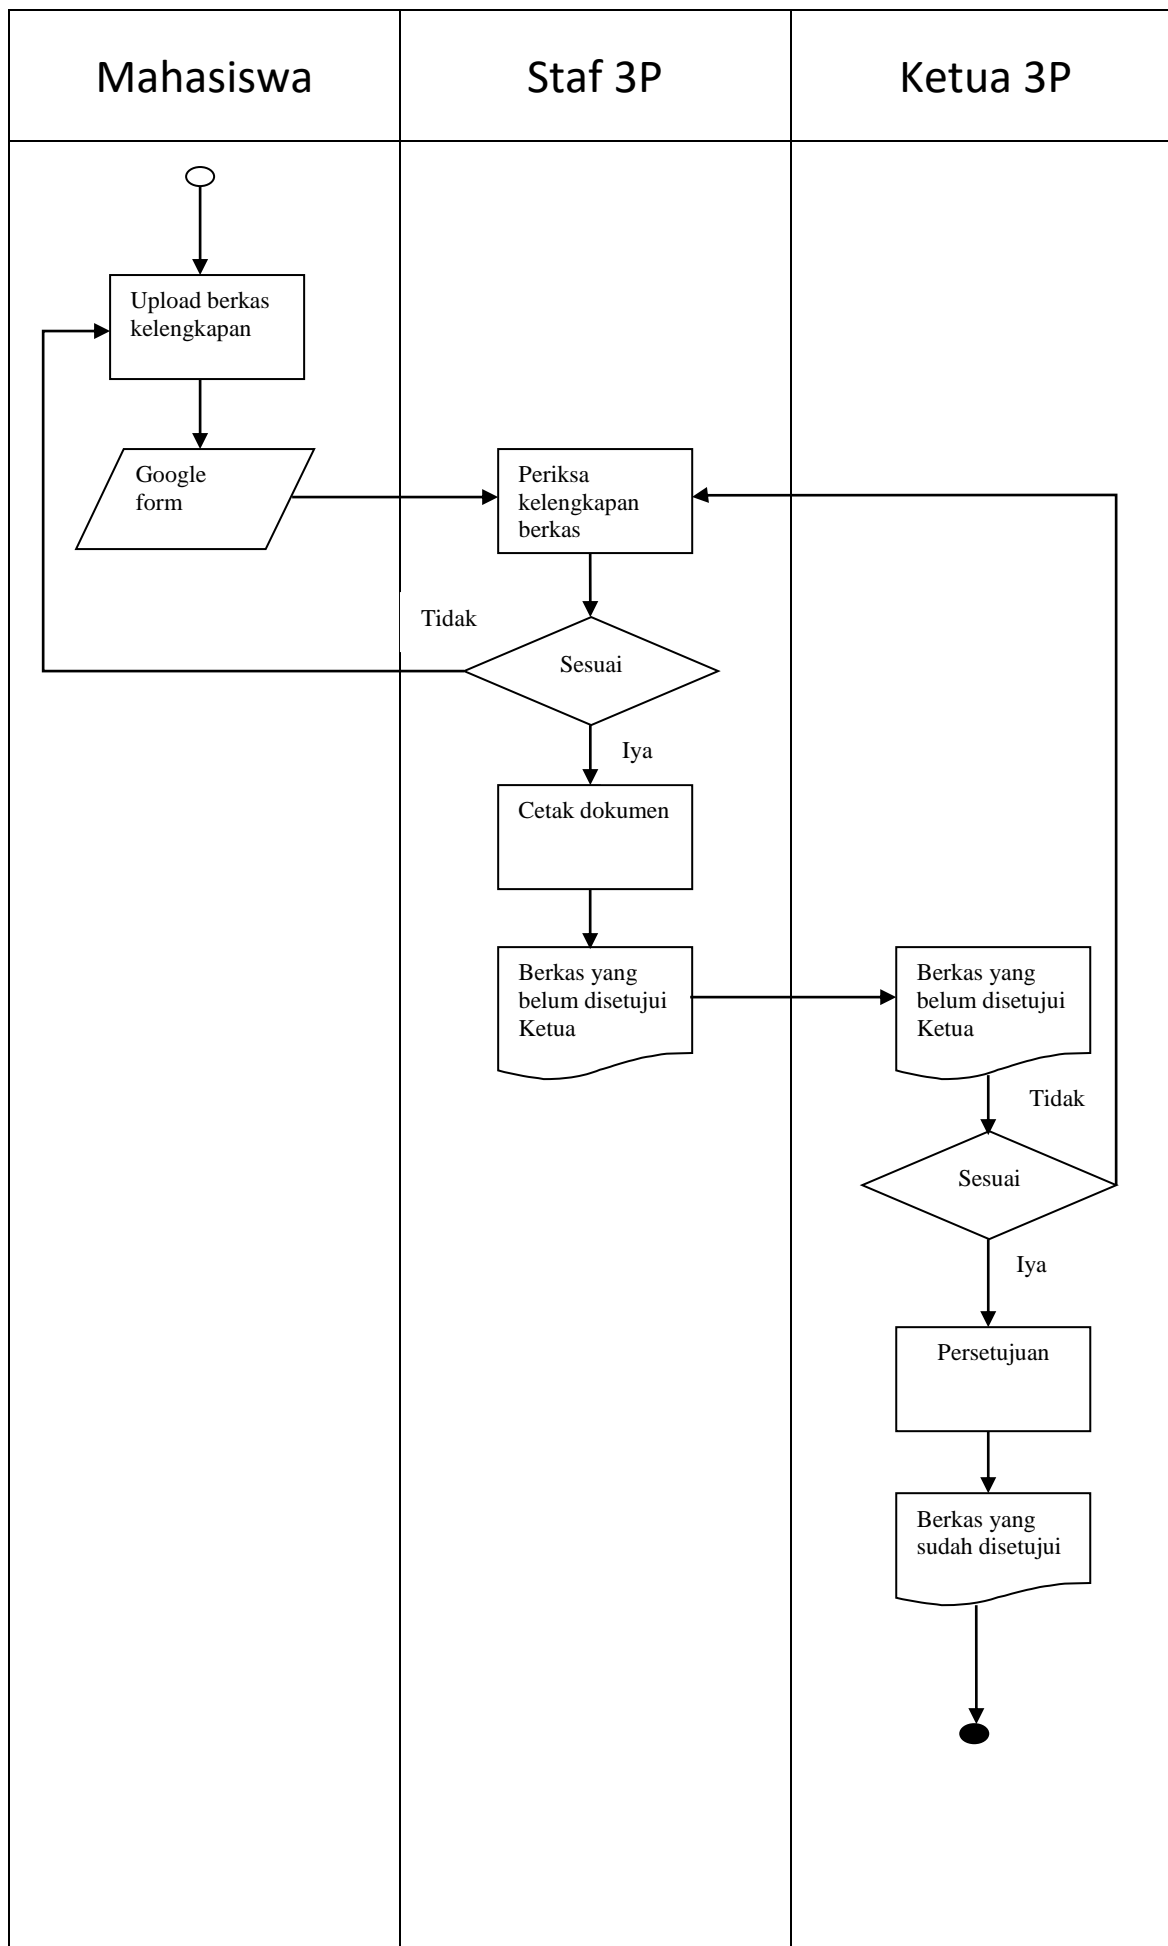 Mahasiswa
Staf 3P
Ketua 3P
Upload berkas
kelengkapan
Google
form
Periksa
kelengkapan
berkas
Tidak
Sesuai
Iya
Cetak dokumen
Berkas yang
belum disetujui
Ketua
Berkas yang
belum disetujui
Ketua
Tidak
Sesuai
Iya
Persetujuan
Berkas yang
sudah disetujui